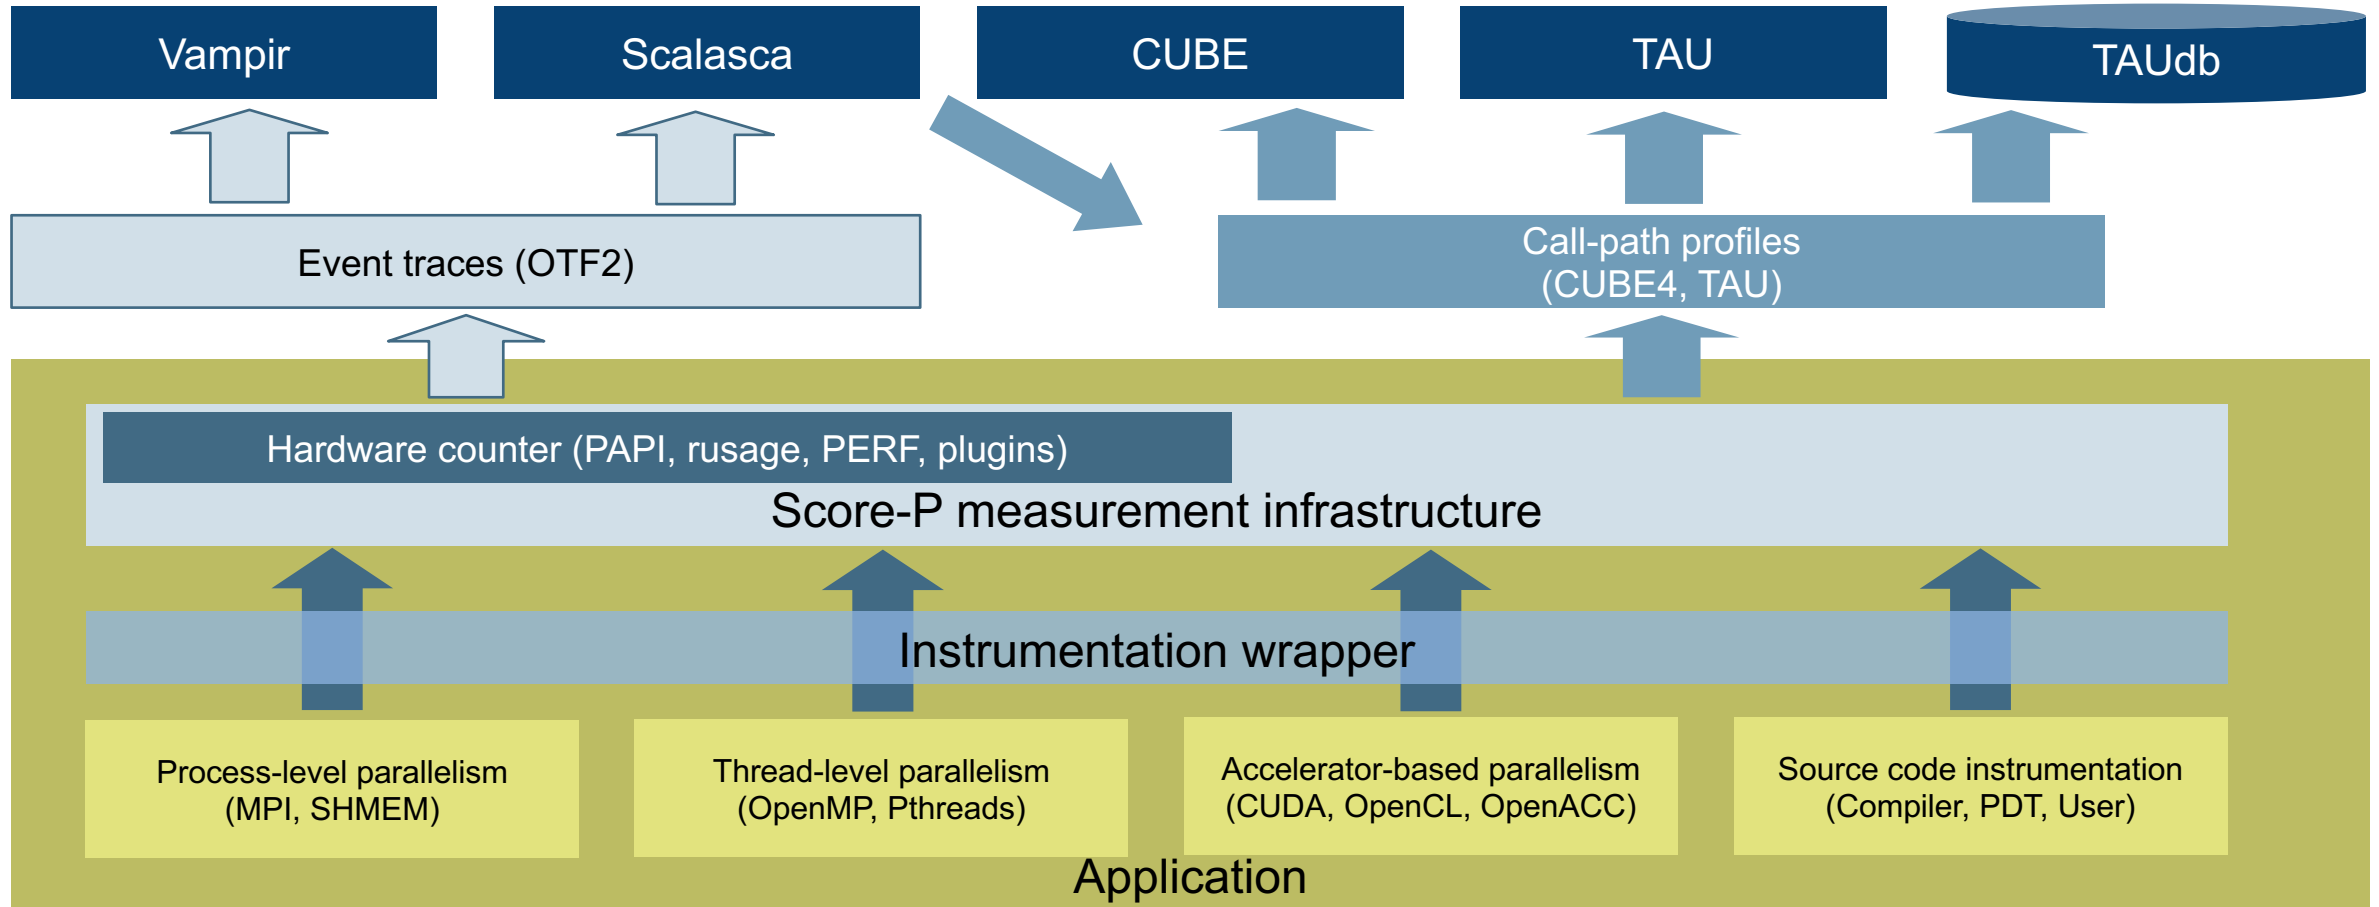 Vampir
Scalasca
CUBE
TAU
TAUdb
Event traces (OTF2)
Call-path profiles
(CUBE4, TAU)
Hardware counter (PAPI, rusage, PERF, plugins)
Score-P measurement infrastructure
Instrumentation wrapper
Process-level parallelism
(MPI, SHMEM)
Thread-level parallelism
(OpenMP, Pthreads)
Accelerator-based parallelism
(CUDA, OpenCL, OpenACC)
Source code instrumentation
(Compiler, PDT, User)
Application